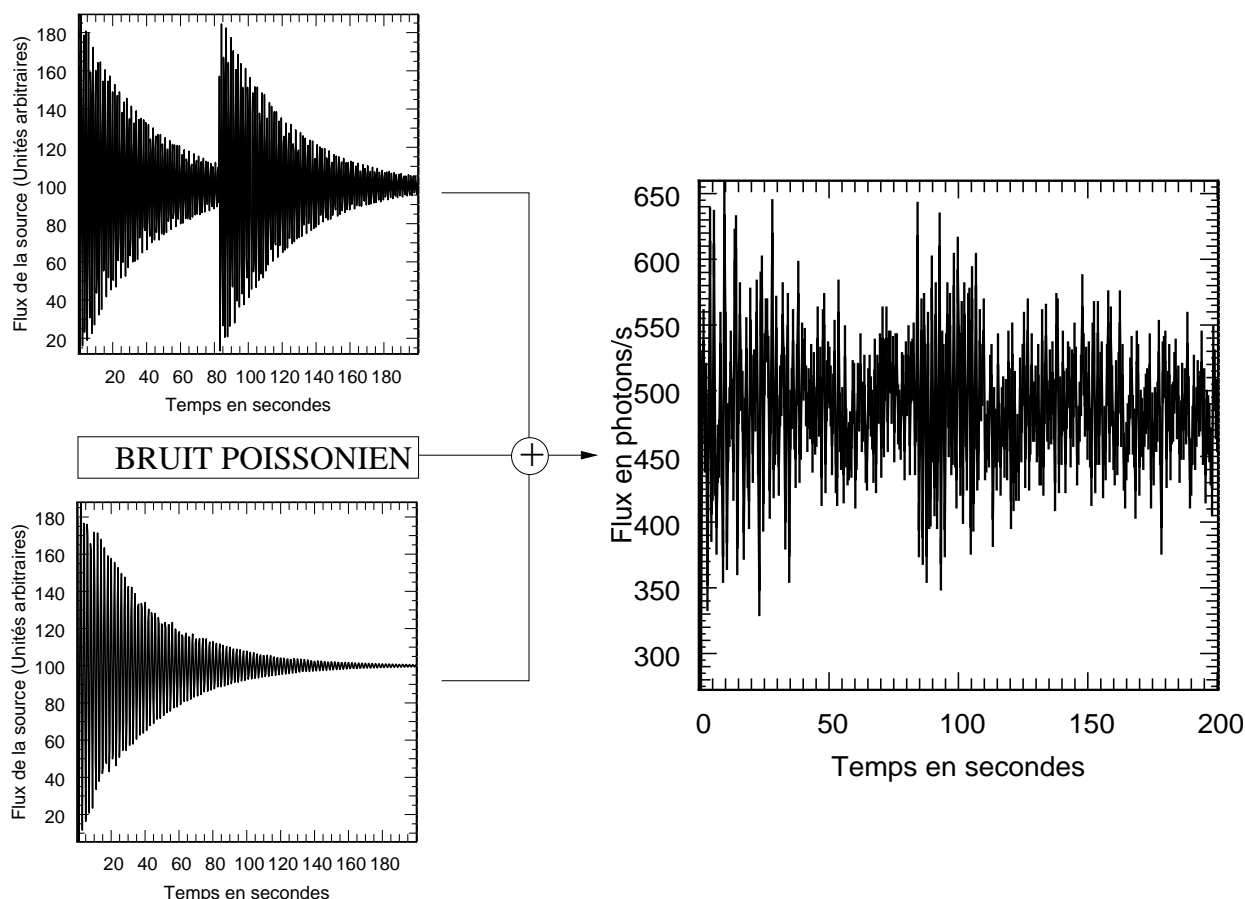 Flux de la source (Unités arbitraires)
180
160
140
120
100
80
60
40
20
20 40 60 80 100 120 140 160 180
Temps en secondes
BRUIT POISSONIEN
+
Flux de la source (Unités arbitraires)
180
160
140
120
100
80
60
40
20
20 40 60 80 100 120 140 160 180
Temps en secondes
Flux en photons/s
650
600
550
500
450
400
350
300
0 50 100 150 200
Temps en secondes